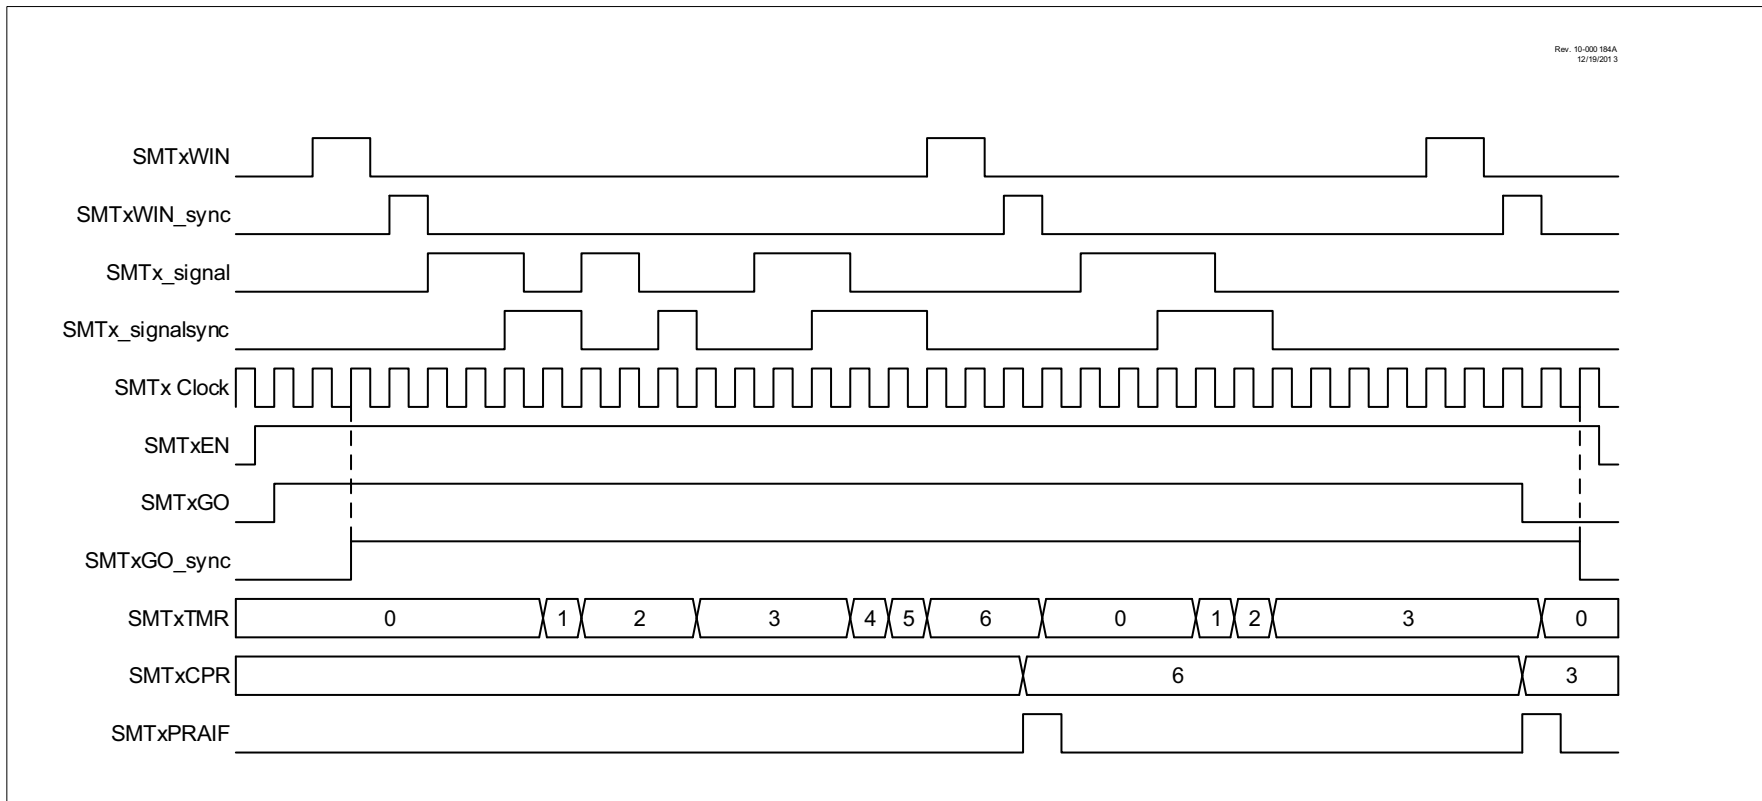 Rev. 10-000 184A
12/19/201 3
SMTxWIN
SMTxWIN_sync
SMTx_signal
SMTx_signalsync
SMTx Clock
SMTxEN
SMTxGO
SMTxGO_sync
SMTxTMR 0 1 2 3 4 5 6 0 1 2 3 0
SMTxCPR 6 3
SMTxPRAIF